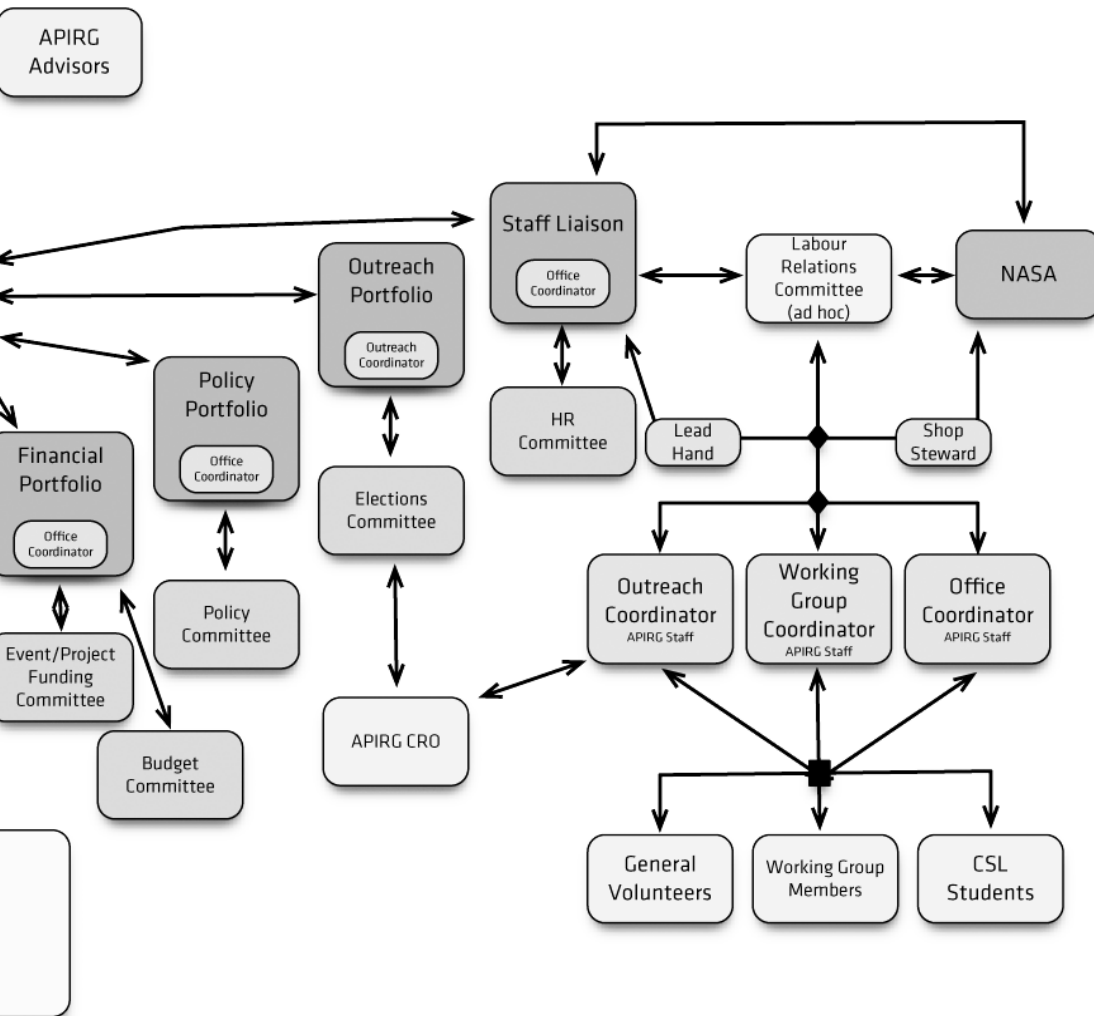 APIRG
Advisors
Staff Liaison
Office
Coordinator
Labour
Relations
Committee
(ad hoc)
NASA
Outreach
Portfolio
Outreach
Coordinator
Policy
Portfolio
Office
Coordinator
Financial
Portfolio
Office
Coordinator
HR
Committee
Lead
Hand
Shop
Steward
Elections
Committee
Outreach
Coordinator
APIRG Staff
Working
Group
Coordinator
APIRG Staff
Office
Coordinator
APIRG Staff
Policy
Committee
Event/Project
Funding
Committee
APIRG CRO
Budget
Committee
General
Volunteers
Working Group
Members
CSL
Students